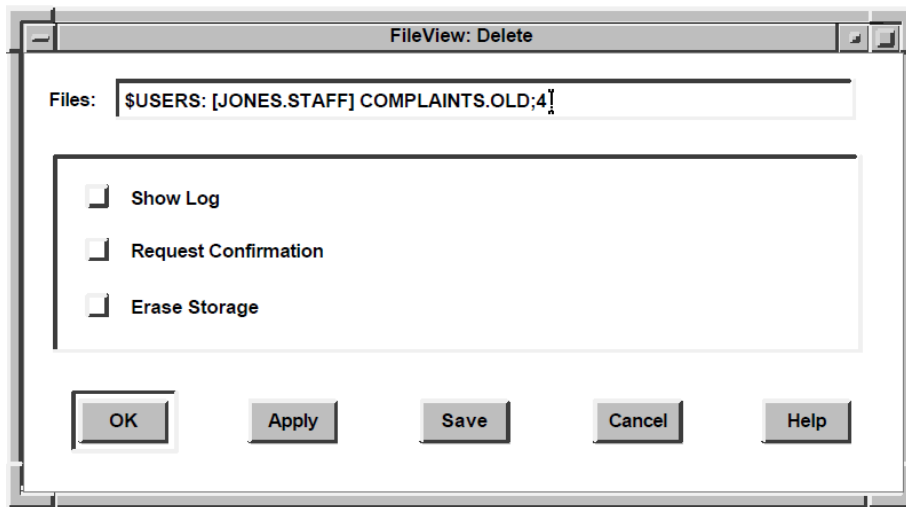 FileView: Delete
Files: $USERS: [JONES.STAFF] COMPLAINTS.OLD;4
Show Log
Request Confirmation
Erase Storage
OK Apply Save Cancel Help